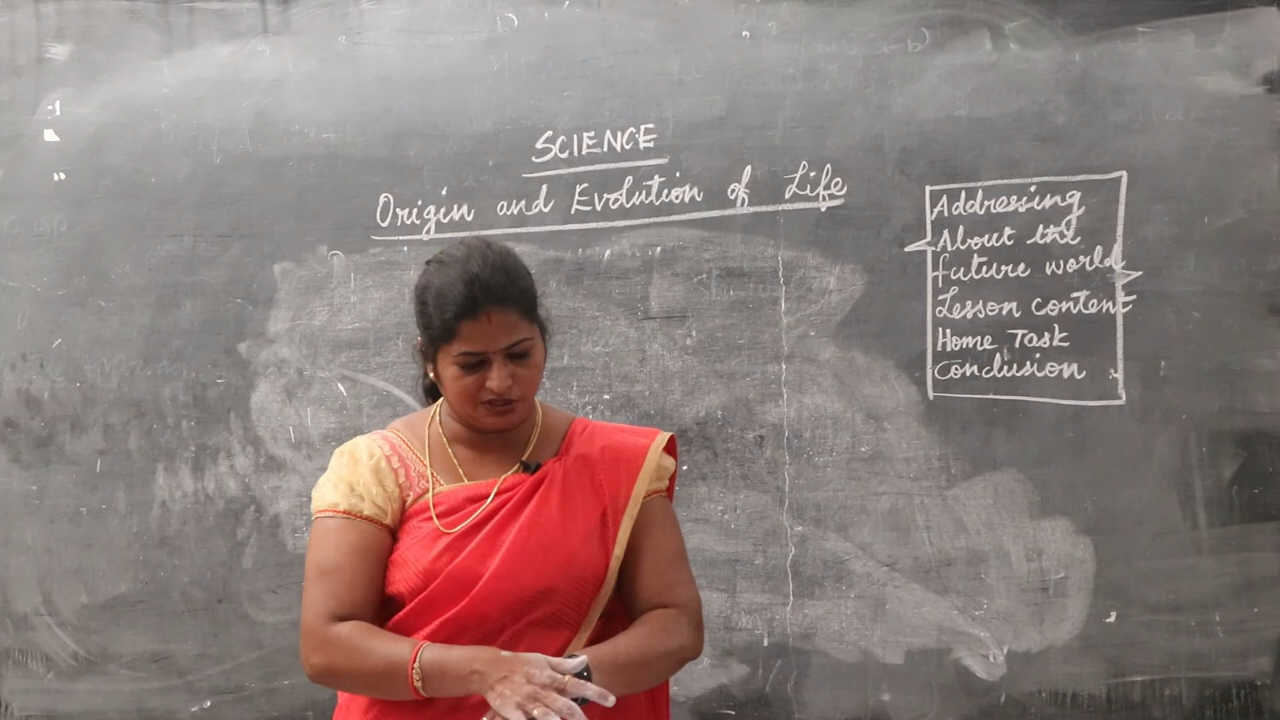 SCIENCE
Origin and Evolution of Life
Addressing
About the
future world
Lesson content
Home Task
Conclusion